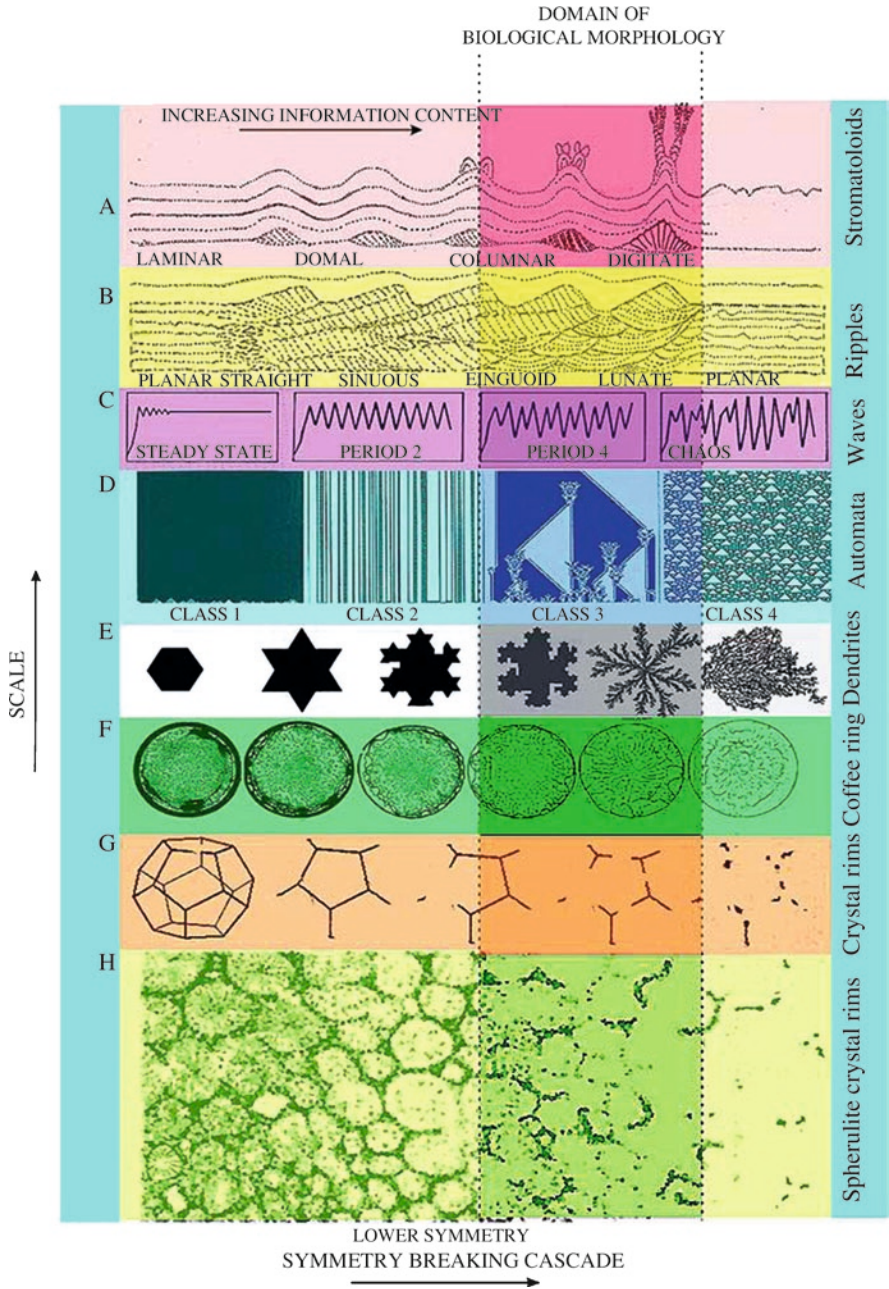 DOMAIN OF
BIOLOGICAL MORPHOLOGY
INCREASING INFORMATION CONTENT
A
LAMINAR DOMAL COLUMNAR DIGITATE
Stromatoloids
B
PLANAR STRAIGHT SINUOUS EINGUOID LUNATE PLANAR
Ripples
C
STEADY STATE PERIOD 2 PERIOD 4 CHAOS
Waves
D
CLASS 1 CLASS 2 CLASS 3 CLASS 4
Automata
E
Dendrites
F
Coffee ring
G
Crystal rims
H
Spherulite crystal rims
SCALE
LOWER SYMMETRY
SYMMETRY BREAKING CASCADE